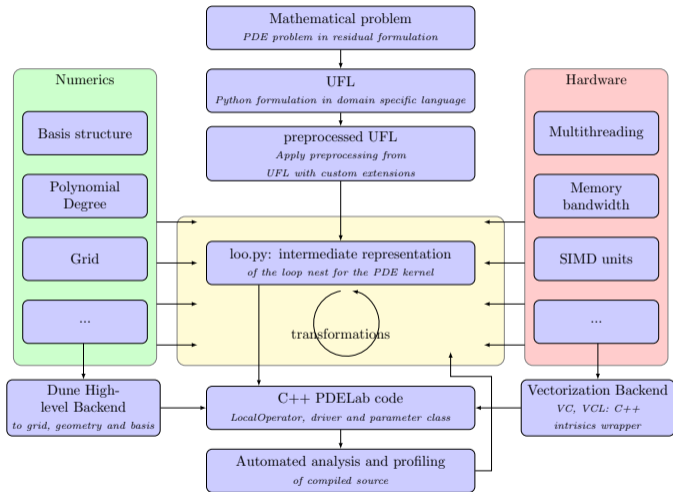 Mathematical problem
PDE problem in residual formulation
Numerics
UFL
Python formulation in domain specific language
Hardware
Basis structure
preprocessed UFL
Apply preprocessing from
UFL with custom extensions
Multithreading
Polynomial
Degree
Memory
bandwidth
Grid
loo.py: intermediate representation
of the loop nest for the PDE kernel
SIMD units
...
transformations
...
Dune High-
level Backend
to grid, geometry and basis
C++ PDELab code
LocalOperator, driver and parameter class
Vectorization Backend
VC, VCL: C++
intrisics wrapper
Automated analysis and profiling
of compiled source